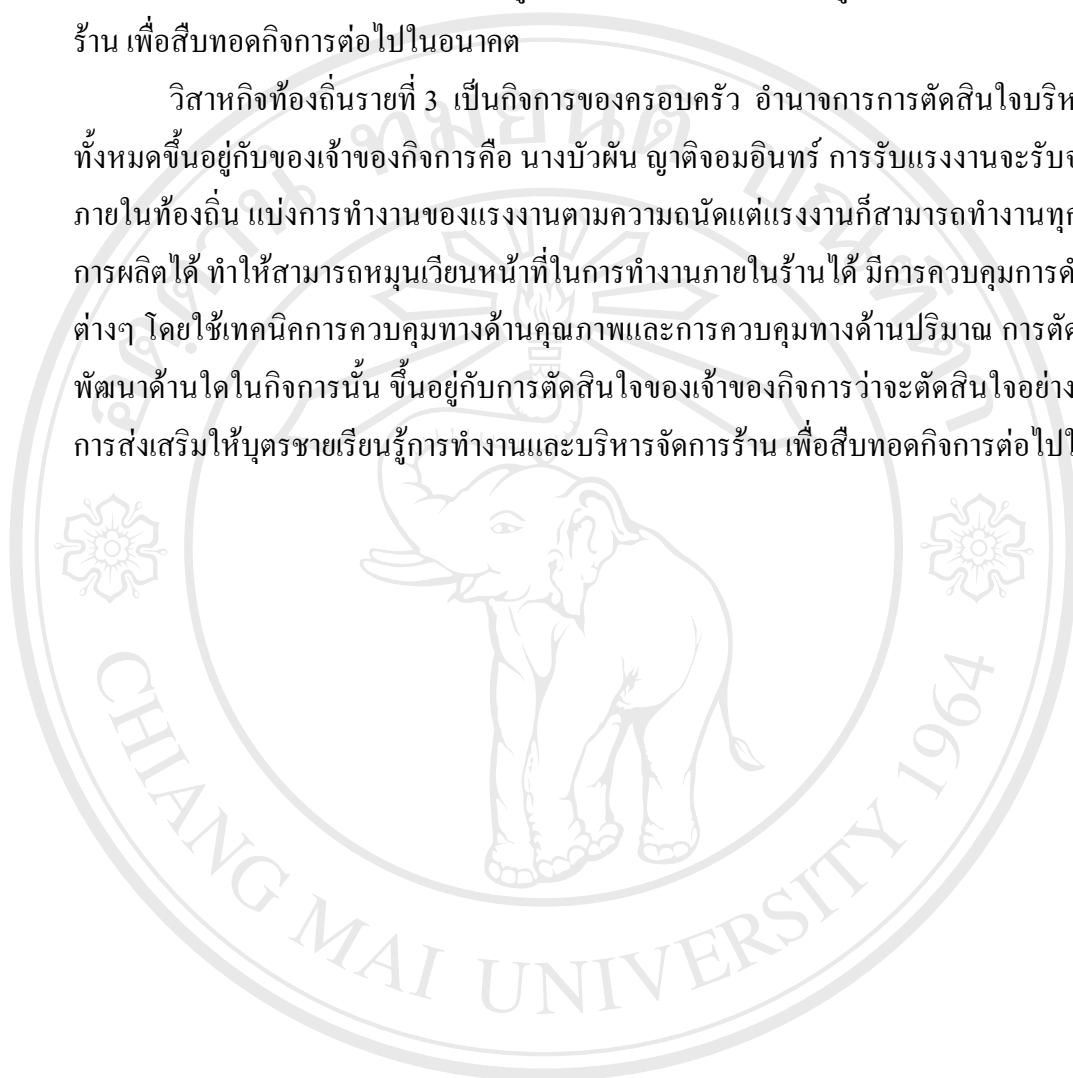 ร้าน เพื่อสืบทอดกิจการต่อไปในอนาคต
วิสาหกิจท้องถิ่นรายที่ 3 เป็นกิจการของครอบครัว อำนาจการการตัดสินใจบริห
ทั้งหมดขึ้นอยู่กับของเจ้าของกิจการคือ นางบัวผัน ญาติจอมอินทร์ การรับแรงงานจะรับจ
ภายในท้องถิ่น แบ่งการทำงานของแรงงานตามความถนัดแต่แรงงานก็สามารถทำงานทุก
การผลิตได้ ทำให้สามารถหมุนเวียนหน้าที่ในการทำงานภายในร้านได้ มีการควบคุมการดำ
ต่างๆ โดยใช้เทคนิคการควบคุมทางด้านคุณภาพและการควบคุมทางด้านปริมาณ การตัด
พัฒนาด้านใดในกิจการนั้น ขึ้นอยู่กับการตัดสินใจของเจ้าของกิจการว่าจะตัดสินใจอย่าง
การส่งเสริมให้บุตรชายเรียนรู้การทำงานและบริหารจัดการร้าน เพื่อสืบทอดกิจการต่อไปใ
CHIANG MAI UNIVERSITY 1964